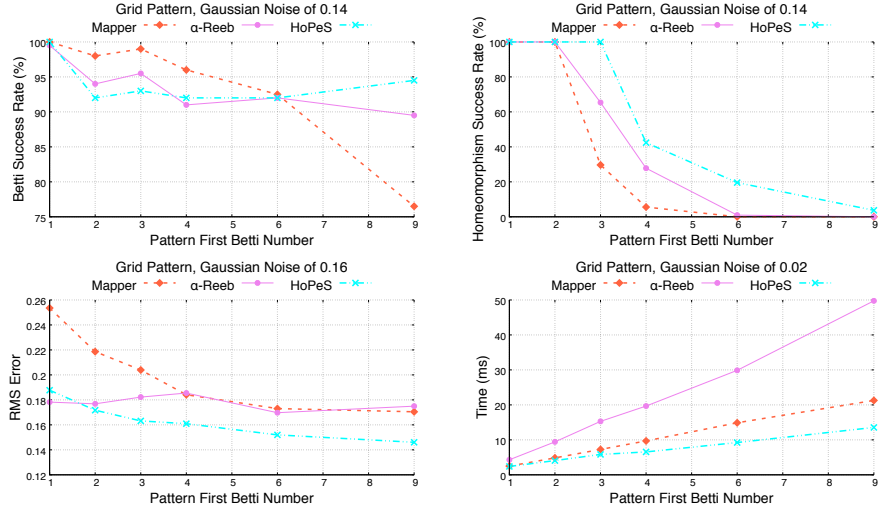 Grid Pattern, Gaussian Noise of 0.14
Mapper α-Reeb HoPeS
Betti Success Rate (%)
100
95
90
85
80
75
1 2 3 4 5 6 7 8 9
Pattern First Betti Number
Grid Pattern, Gaussian Noise of 0.14
Mapper α-Reeb HoPeS
Homeomorphism Success Rate (%)
100
80
60
40
20
0
1 2 3 4 5 6 7 8 9
Pattern First Betti Number
Grid Pattern, Gaussian Noise of 0.16
Mapper α-Reeb HoPeS
RMS Error
0.26
0.24
0.22
0.2
0.18
0.16
0.14
0.12
1 2 3 4 5 6 7 8 9
Pattern First Betti Number
Grid Pattern, Gaussian Noise of 0.02
Mapper α-Reeb HoPeS
Time (ms)
50
40
30
20
10
0
1 2 3 4 5 6 7 8 9
Pattern First Betti Number